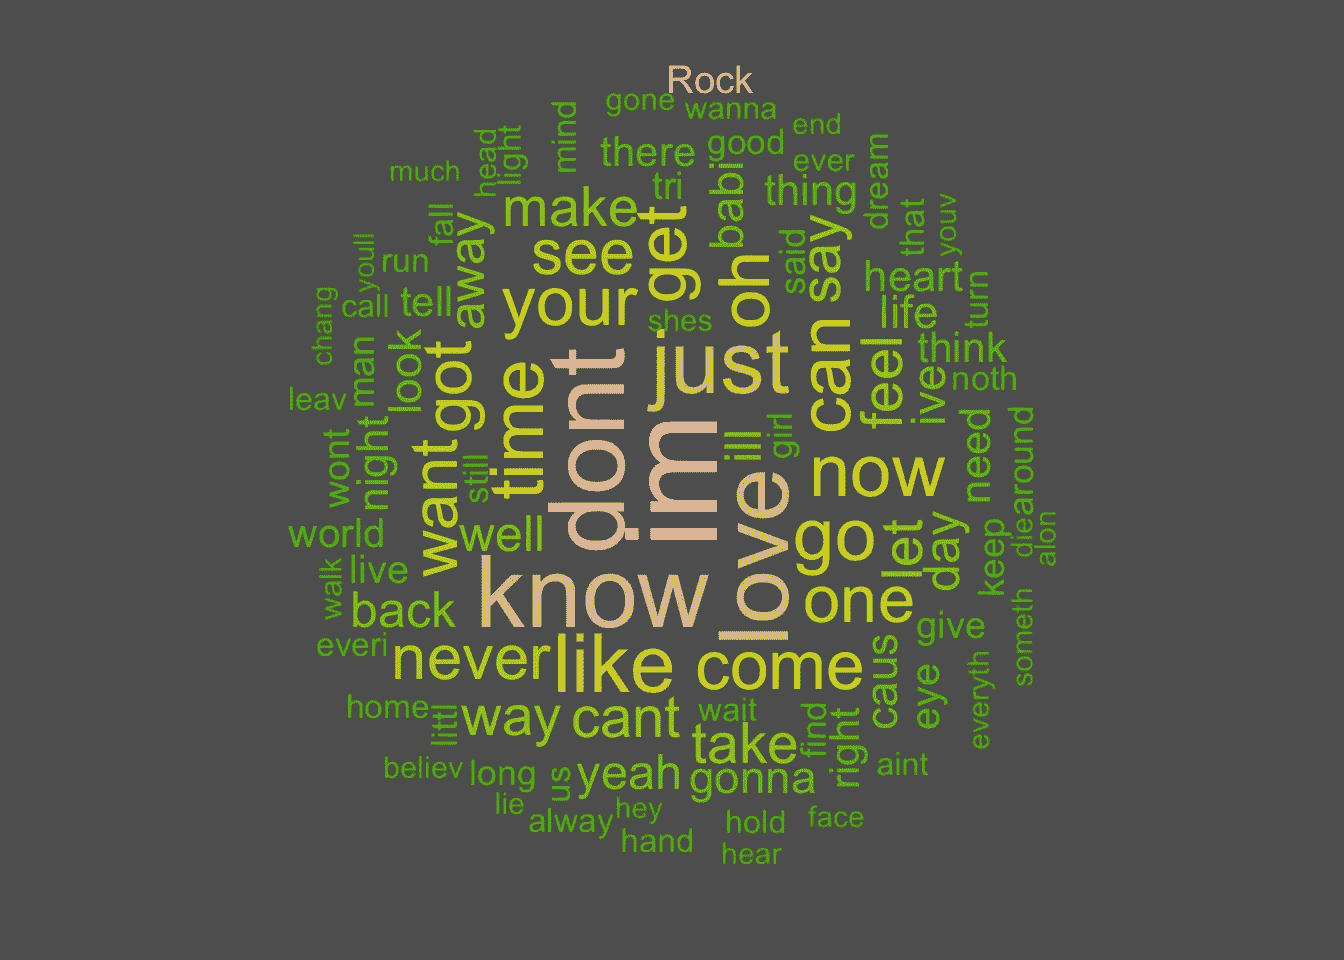 Rock
gone
wanna
end
mind
head
light
much
there
good
ever
dream
tri
babi
thing
make
get
that
youv
fall
away
see
said
say
youll
run
oh
heart
turn
call
tell
your
shes
life
chang
man
look
got
just
can
feel
think
ive
noth
leav
time
dont
im
ill
girl
wont
night
want
still
love
now
need
around
world
well
go
let
day
keep
die
alon
walk
live
back
know
one
someth
everi
never
like
come
caus
give
eye
everyth
home
littl
way
cant
wait
take
find
right
aint
believ
long
us
yeah
gonna
lie
alway
hey
hand
hold
face
hear